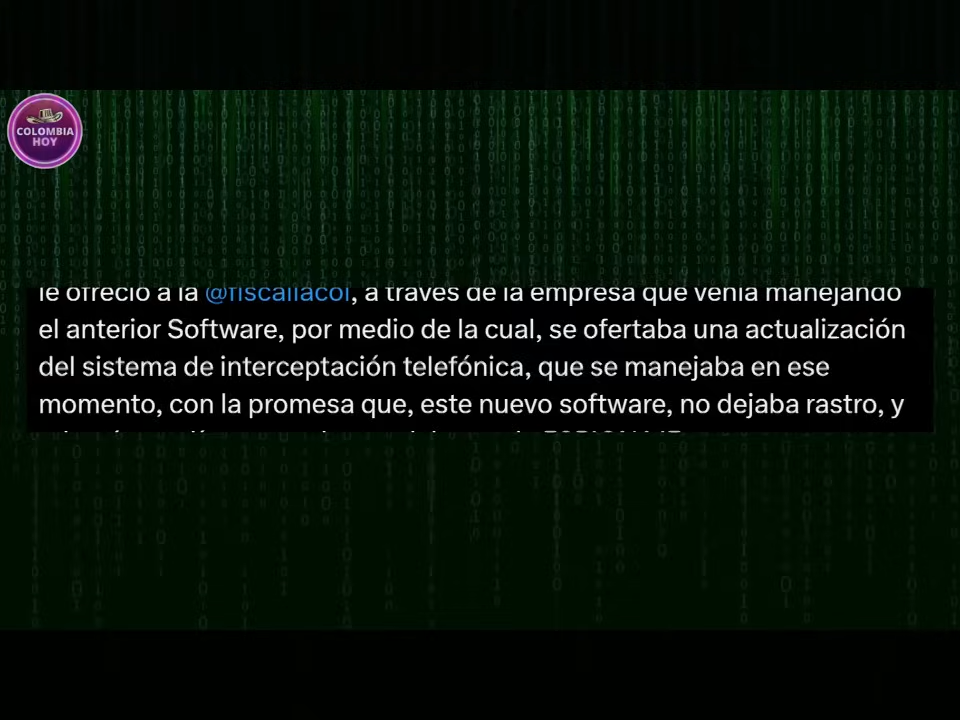 COLOMBIA
HOY
le ofreció a la @fiscaliacol, a través de la empresa que venía manejando
el anterior Software, por medio de la cual, se ofertaba una actualización
del sistema de interceptación telefónica, que se manejaba en ese
momento, con la promesa que, este nuevo software, no dejaba rastro, y